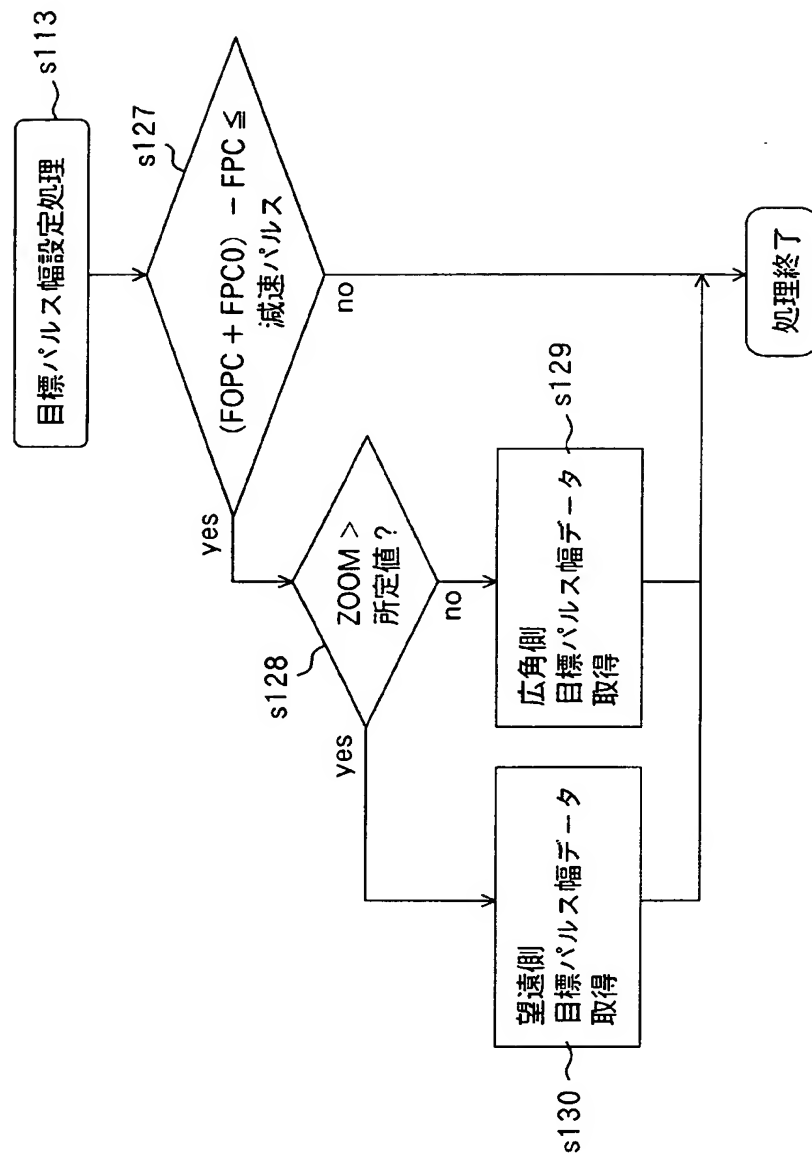 目標パルス幅設定処理
s113
s127
(FOPC + FPC0) − FPC ≦
減速パルス
yes
no
s128
ZOOM >
所定値?
yes
no
s129
広角側
目標パルス幅データ
取得
s130
望遠側
目標パルス幅データ
取得
処理終了